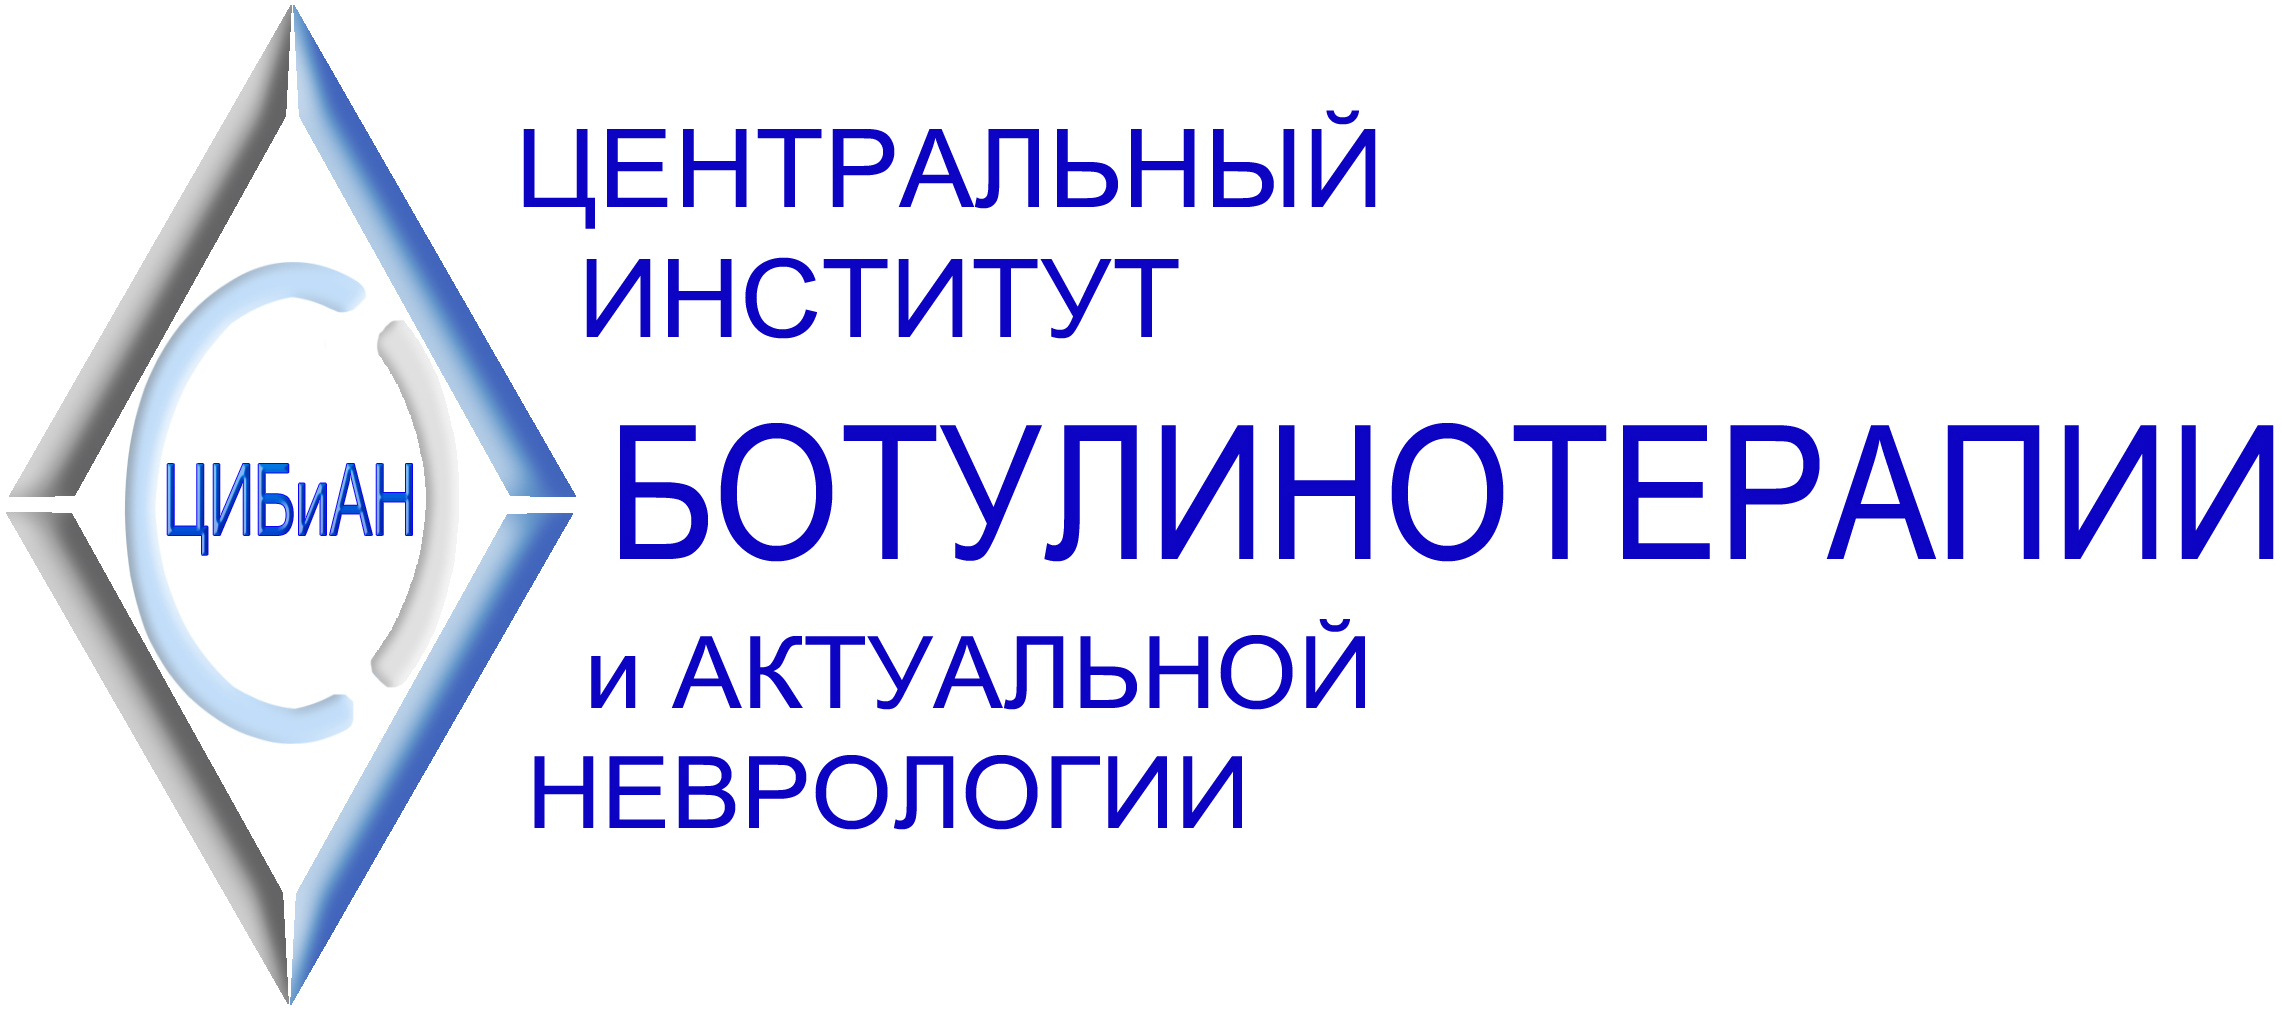 ЦЕНТРАЛЬНЫЙ
ИНСТИТУТ
ЦИБиАН
БОТУЛИНОТЕРАПИИ
и АКТУАЛЬНОЙ
НЕВРОЛОГИИ